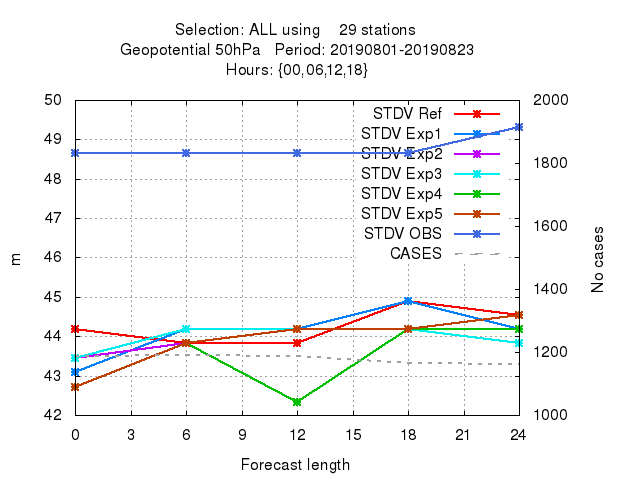 Selection: ALL using    29 stations
Geopotential 50hPa   Period: 20190801-20190823
Hours: {00,06,12,18}
50
49
48
47
46
45
44
43
42
m
2000
1800
1600
1400
1200
1000
No cases
STDV Ref
STDV Exp1
STDV Exp2
STDV Exp3
STDV Exp4
STDV Exp5
STDV OBS
CASES
0 3 6 9 12 15 18 21 24
Forecast length